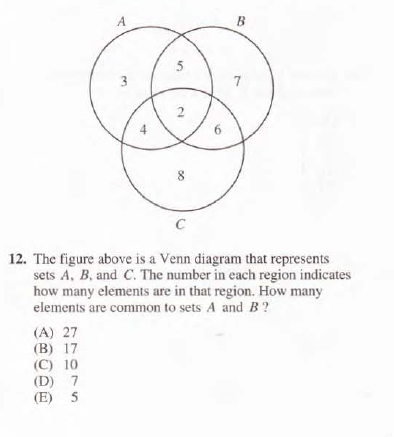 A B
5
3 7
2
4 6
8
C
12. The figure above is a Venn diagram that represents
sets A, B, and C. The number in each region indicates
how many elements are in that region. How many
elements are common to sets A and B ?
(A) 27
(B) 17
(C) 10
(D) 7
(E) 5